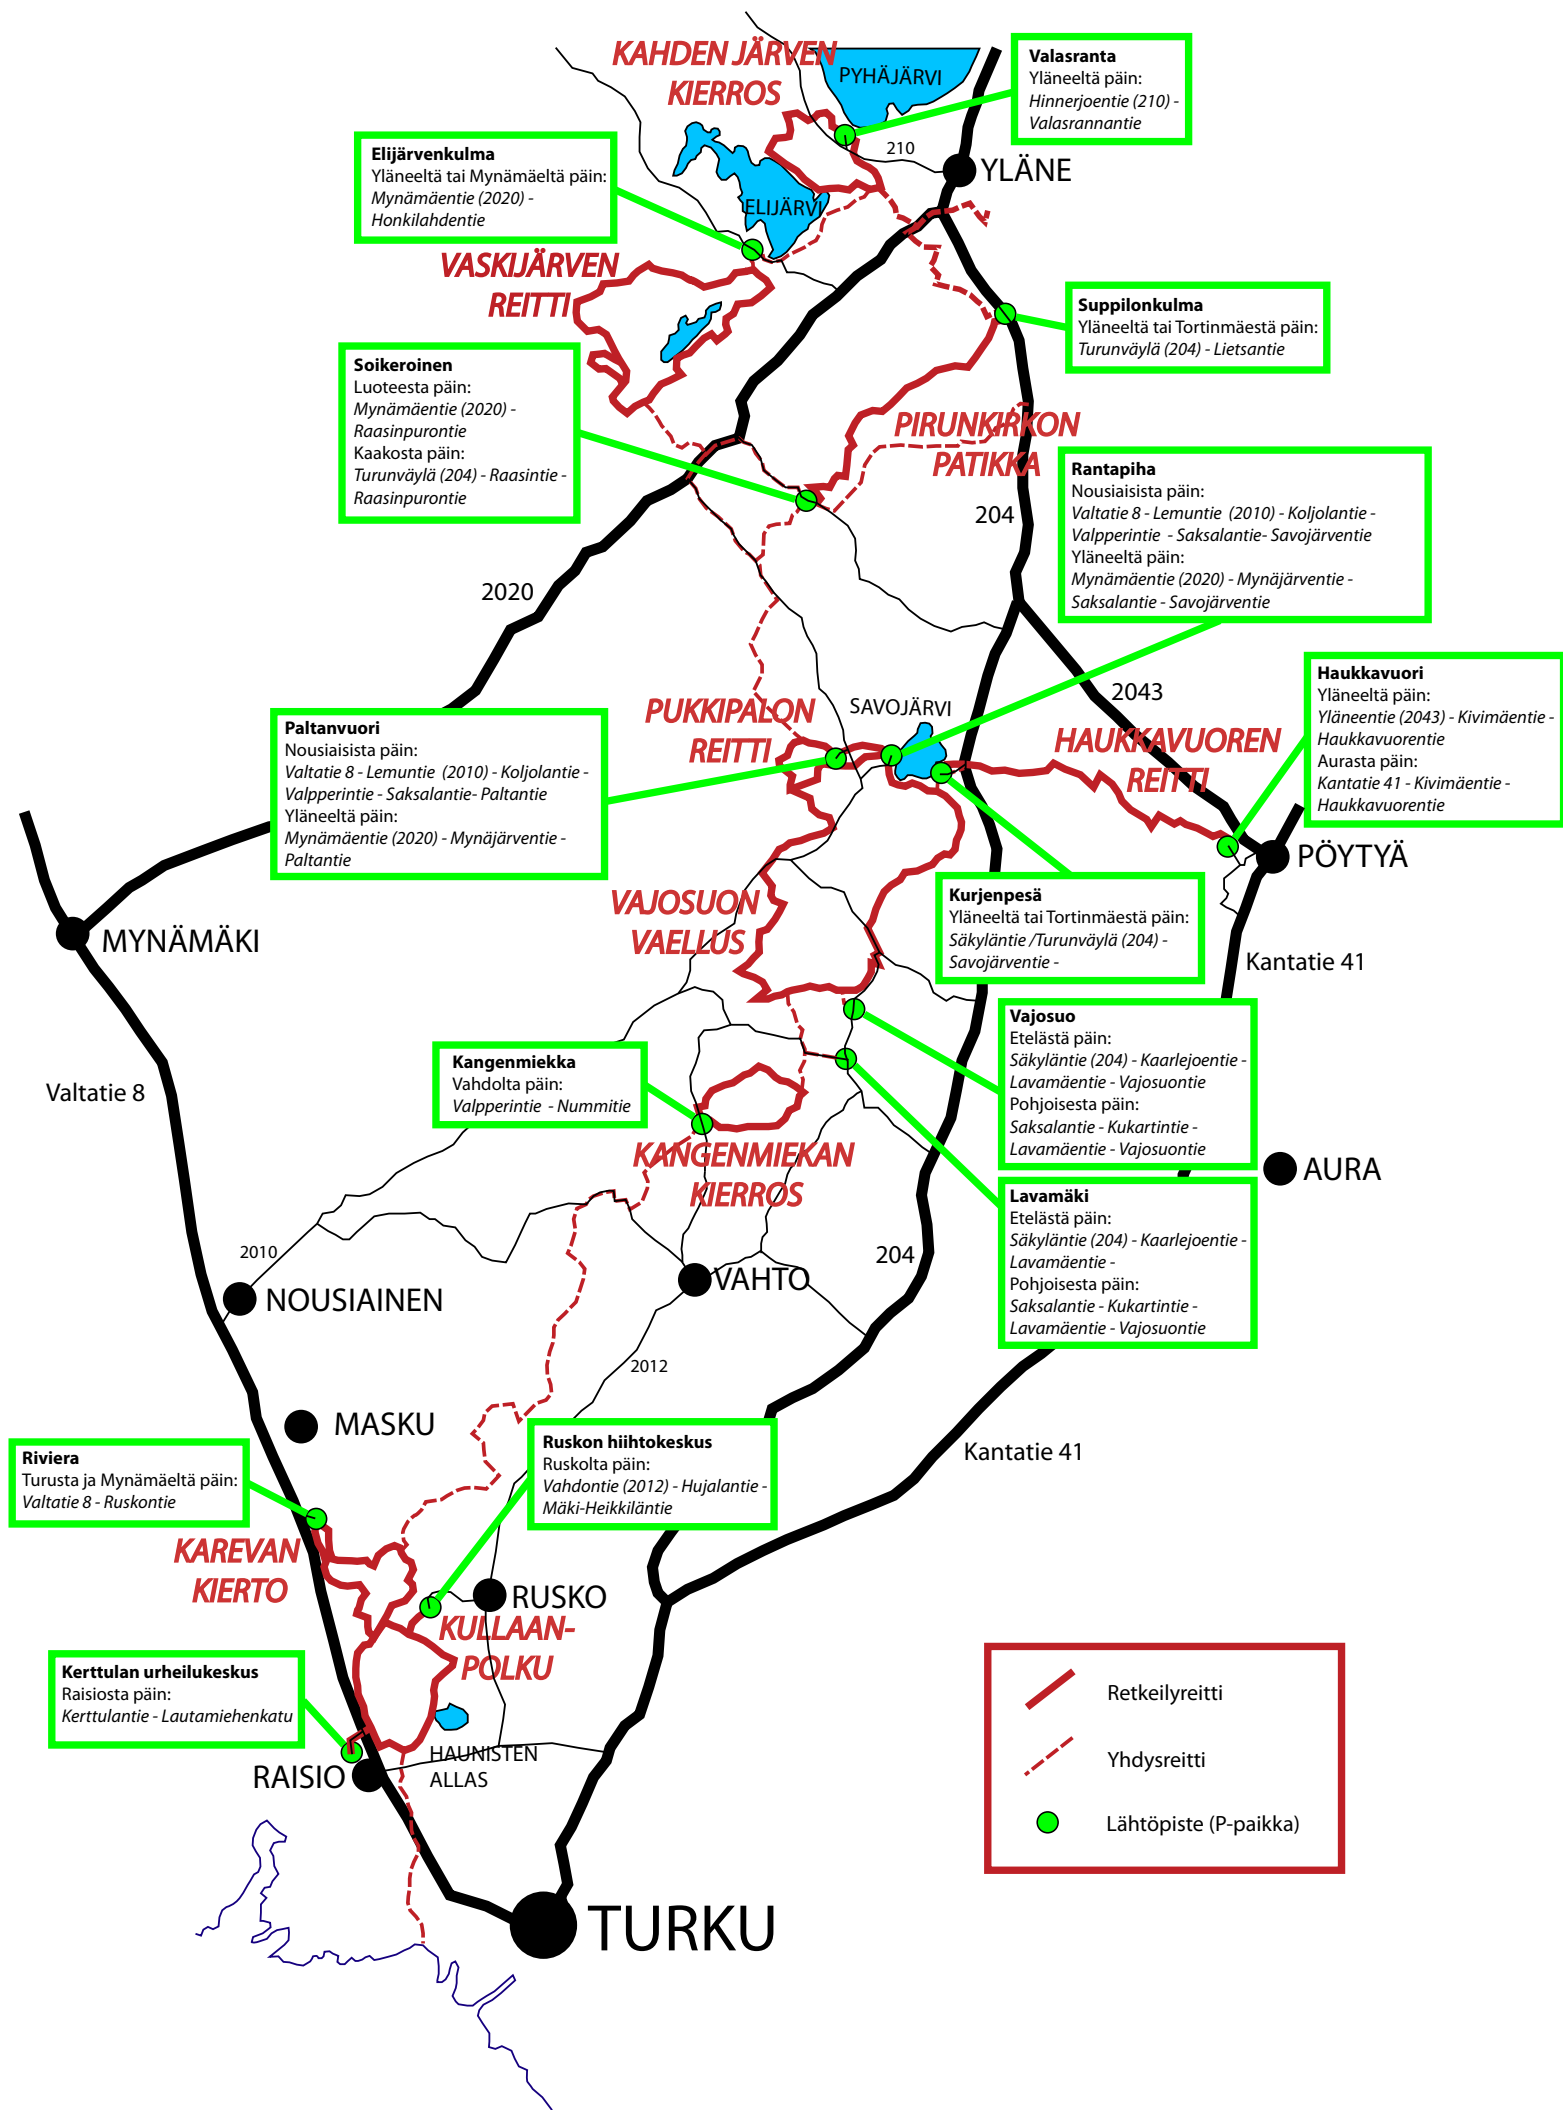 KAHDEN JÄRVEN
KIERROS
PYHÄJÄRVI
Valasranta
Yläneeltä päin:
Hinnerjoentie (210) -
Valasrannantie
210
YLÄNE
Elijärvenkulma
Yläneeltä tai Mynämäeltä päin:
Mynämäentie (2020) -
Honkilahdentie
ELIJÄRVI
VASKIJÄRVEN
REITTI
Suppilonkulma
Yläneeltä tai Tortinmäestä päin:
Turunväylä (204) - Lietsantie
Soikeroinen
Luoteesta päin:
Mynämäentie (2020) -
Raasinpurontie
Kaakosta päin:
Turunväylä (204) - Raasintie -
Raasinpurontie
PIRUNKIRKON
PATIKKA
Rantapiha
Nousiaisista päin:
Valtatie 8 - Lemuntie (2010) - Koljolantie -
Valpperintie - Saksalantie- Savojärventie
Yläneeltä päin:
Mynämäentie (2020) - Mynäjärventie -
Saksalantie - Savojärventie
204
2020
2043
Haukkavuori
Yläneeltä päin:
Yläneentie (2043) - Kivimäentie -
Haukkavuorentie
Aurasta päin:
Kantatie 41 - Kivimäentie -
Haukkavuorentie
PUKKIPALON
REITTI
SAVOJÄRVI
HAUKKAVUOREN
REITTI
Paltanvuori
Nousiaisista päin:
Valtatie 8 - Lemuntie (2010) - Koljolantie -
Valpperintie - Saksalantie- Paltantie
Yläneeltä päin:
Mynämäentie (2020) - Mynäjärventie -
Paltantie
PÖYTYÄ
VAJOSUON
VAELLUS
Kurjenpesä
Yläneeltä tai Tortinmäestä päin:
Säkyläntie /Turunväylä (204) -
Savojärventie -
MYNÄMÄKI
Kantatie 41
Vajosuo
Etelästä päin:
Säkyläntie (204) - Kaarlejoentie -
Lavamäentie - Vajosuontie
Pohjoisesta päin:
Saksalantie - Kukartintie -
Lavamäentie - Vajosuontie
Kangenmiekka
Vahdolta päin:
Valpperintie - Nummitie
Valtatie 8
KANGENMIEKAN
KIERROS
AURA
Lavamäki
Etelästä päin:
Säkyläntie (204) - Kaarlejoentie -
Lavamäentie -
Pohjoisesta päin:
Saksalantie - Kukartintie -
Lavamäentie - Vajosuontie
2010
204
VAHTO
NOUSIAINEN
2012
MASKU
Ruskon hiihtokeskus
Ruskolta päin:
Vahdontie (2012) - Hujalantie -
Mäki-Heikkiläntie
Kantatie 41
Riviera
Turusta ja Mynämäeltä päin:
Valtatie 8 - Ruskontie
KAREVAN
KIERTO
RUSKO
KULLAAN-
POLKU
Kerttulan urheilukeskus
Raisiosta päin:
Kerttulantie - Lautamiehenkatu
HAUNISTEN
ALLAS
RAISIO
Retkeilyreitti
Yhdysreitti
Lähtöpiste (P-paikka)
TURKU